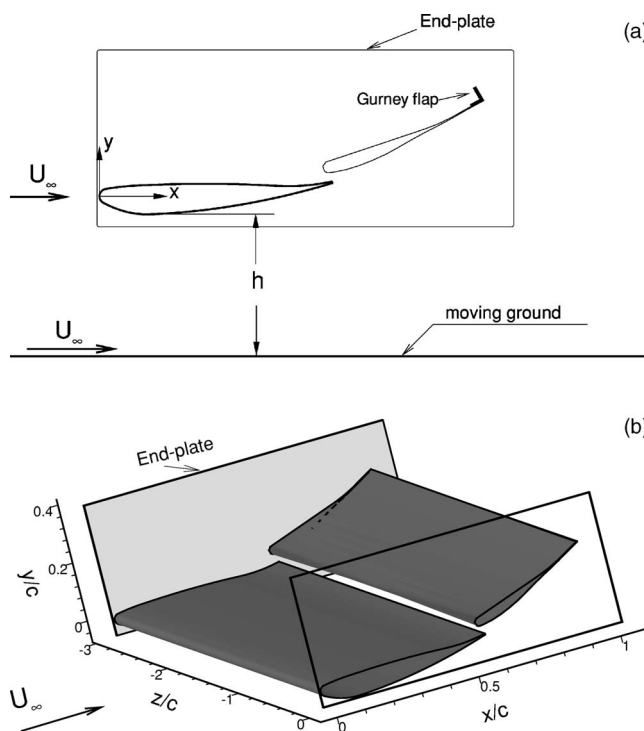 End-plate
(a)
Gurney flap
y
U∞
x
h
U∞
moving ground
(b)
End-plate
0.4
0.2
0
y/c
-3
-2
-1
0
z/c
0
0.5
1
x/c
U∞